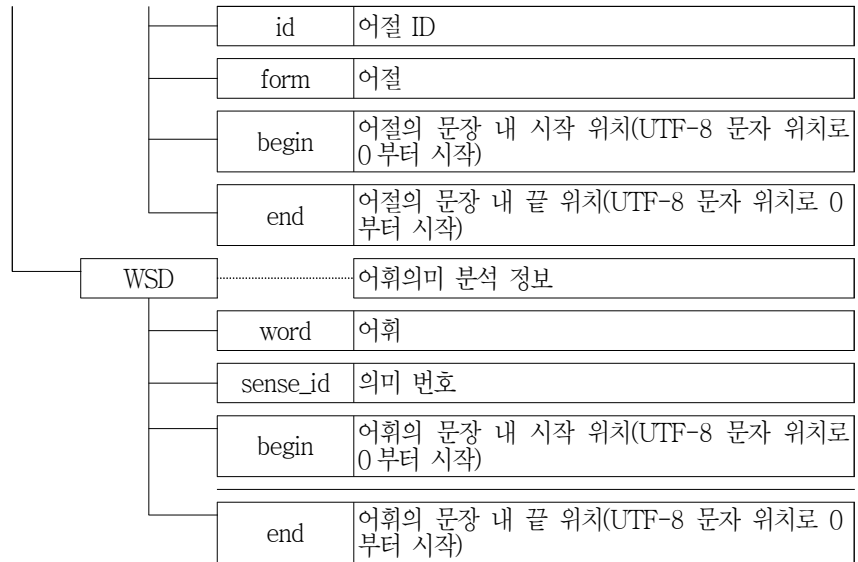 id 어절 ID
form 어절
begin 어절의 문장 내 시작 위치(UTF-8 문자 위치로
0부터 시작)
end 어절의 문장 내 끝 위치(UTF-8 문자 위치로 0
부터 시작)
WSD 어휘의미 분석 정보
word 어휘
sense_id 의미 번호
begin 어휘의 문장 내 시작 위치(UTF-8 문자 위치로
0부터 시작)
end 어휘의 문장 내 끝 위치(UTF-8 문자 위치로 0
부터 시작)